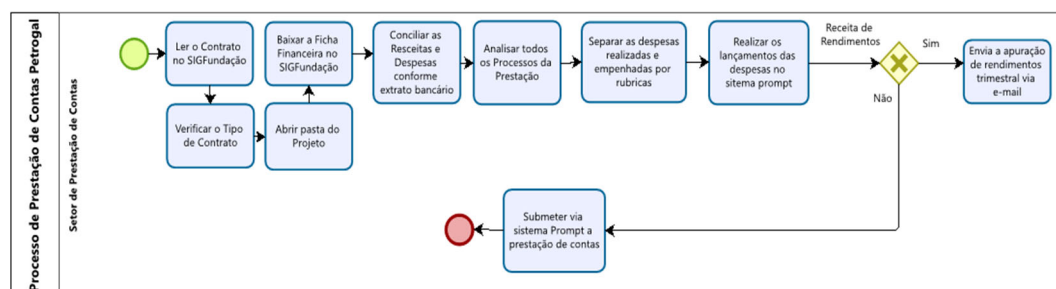 Processo de Prestação de Contas Petrogal
Setor de Prestação de Contas
Ler o Contrato
no SIGFundação
Verificar o Tipo
de Contrato
Abrir pasta do
Projeto
Baixar a Ficha
Financeira no
SIGFundação
Conciliar as
Resceitas e
Despesas
conforme
extrato bancário
Analisar todos
os Processos da
Prestação
Separar as despesas
realizadas e
empenhadas por
rubricas
Realizar os
lançamentos das
despesas no
sitema prompt
Receita de
Rendimentos
Sim
Não
Envia a apuração
de rendimentos
trimestral via
e-mail
Submeter via
sistema Prompt a
prestação de contas